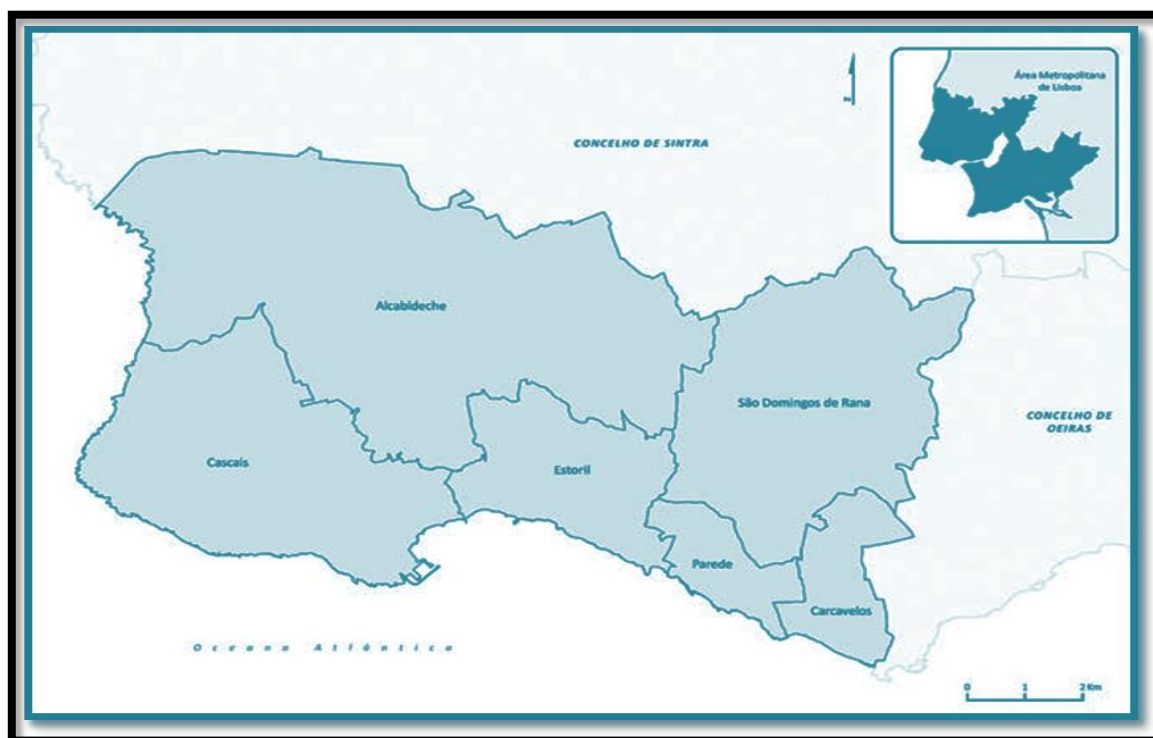 Área Metropolitana
de Lisboa
N
CONCELHO DE SINTRA
Alcabideche
São Domingos de Rana
CONCELHO DE
OEIRAS
Cascais
Estoril
Parede
Carcavelos
Oceano Atlântico
0 1 2 Km